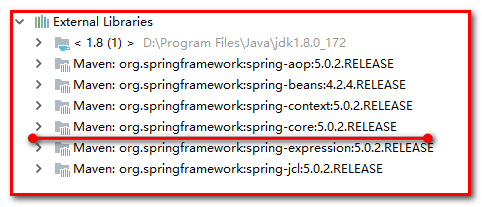 External Libraries
< 1.8 (1) > D:\Program Files\Java\jdk1.8.0_172
Maven: org.springframework:spring-aop:5.0.2.RELEASE
Maven: org.springframework:spring-beans:4.2.4.RELEASE
Maven: org.springframework:spring-context:5.0.2.RELEASE
Maven: org.springframework:spring-core:5.0.2.RELEASE
Maven: org.springframework:spring-expression:5.0.2.RELEASE
Maven: org.springframework:spring-jcl:5.0.2.RELEASE